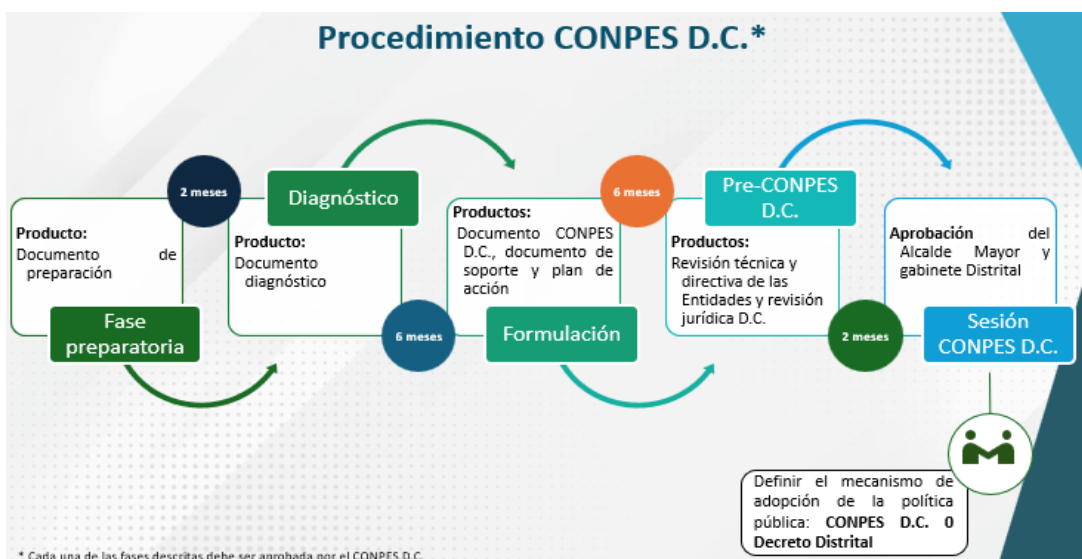 Procedimiento CONPES D.C.*
Producto:
Documento de
preparación
Fase
preparatoria
2 meses
Diagnóstico
Producto:
Documento
diagnóstico
6 meses
Productos:
Documento CONPES
D.C., documento de
soporte y plan de
acción
Formulación
6 meses
Pre-CONPES
D.C.
Productos:
Revisión técnica y
directiva de las
Entidades y revisión
jurídica D.C.
2 meses
Aprobación del
Alcalde Mayor y
gabinete Distrital
Sesión
CONPES D.C.
Definir el mecanismo de
adopción de la política
pública: CONPES D.C. 0
Decreto Distrital
* Cada una de las fases descritas debe ser aprobada por el CONPES D.C.